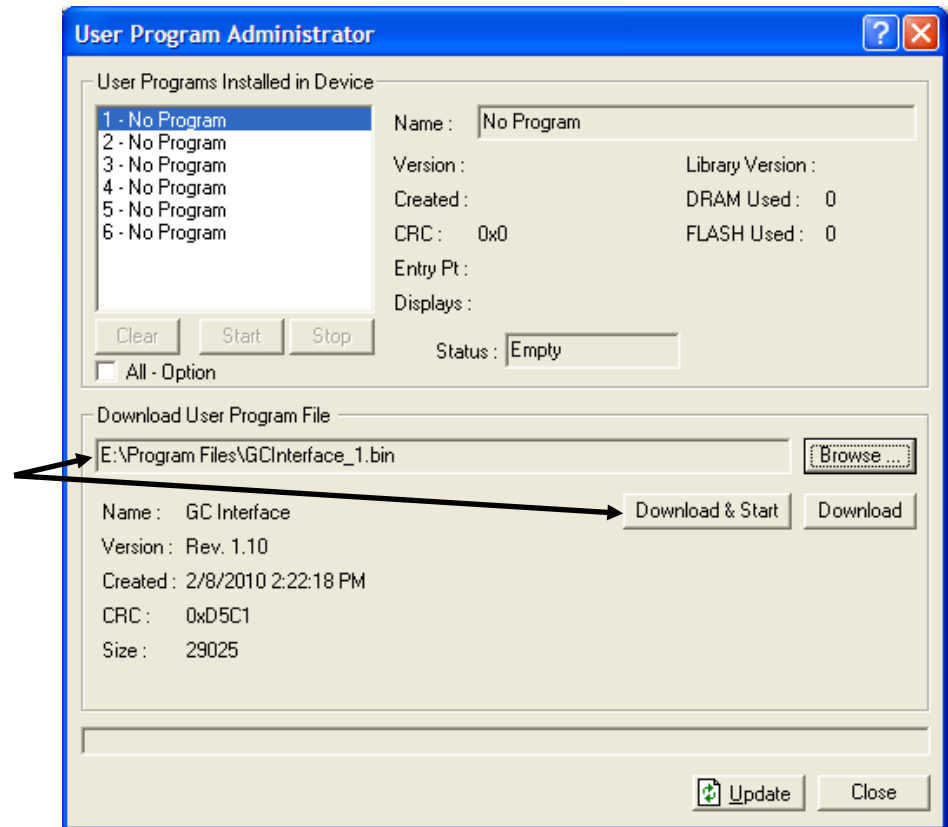 User Program Administrator
User Programs Installed in Device
1 - No Program
2 - No Program
3 - No Program
4 - No Program
5 - No Program
6 - No Program
Clear Start Stop
All - Option
Name : No Program
Version : Library Version :
Created : DRAM Used : 0
CRC : 0x0 FLASH Used : 0
Entry Pt :
Displays :
Status : Empty
Download User Program File
E:\Program Files\GCInterface_1.bin Browse ...
Name : GC Interface Download & Start Download
Version : Rev. 1.10
Created : 2/8/2010 2:22:18 PM
CRC : 0xD5C1
Size : 29025
Update Close